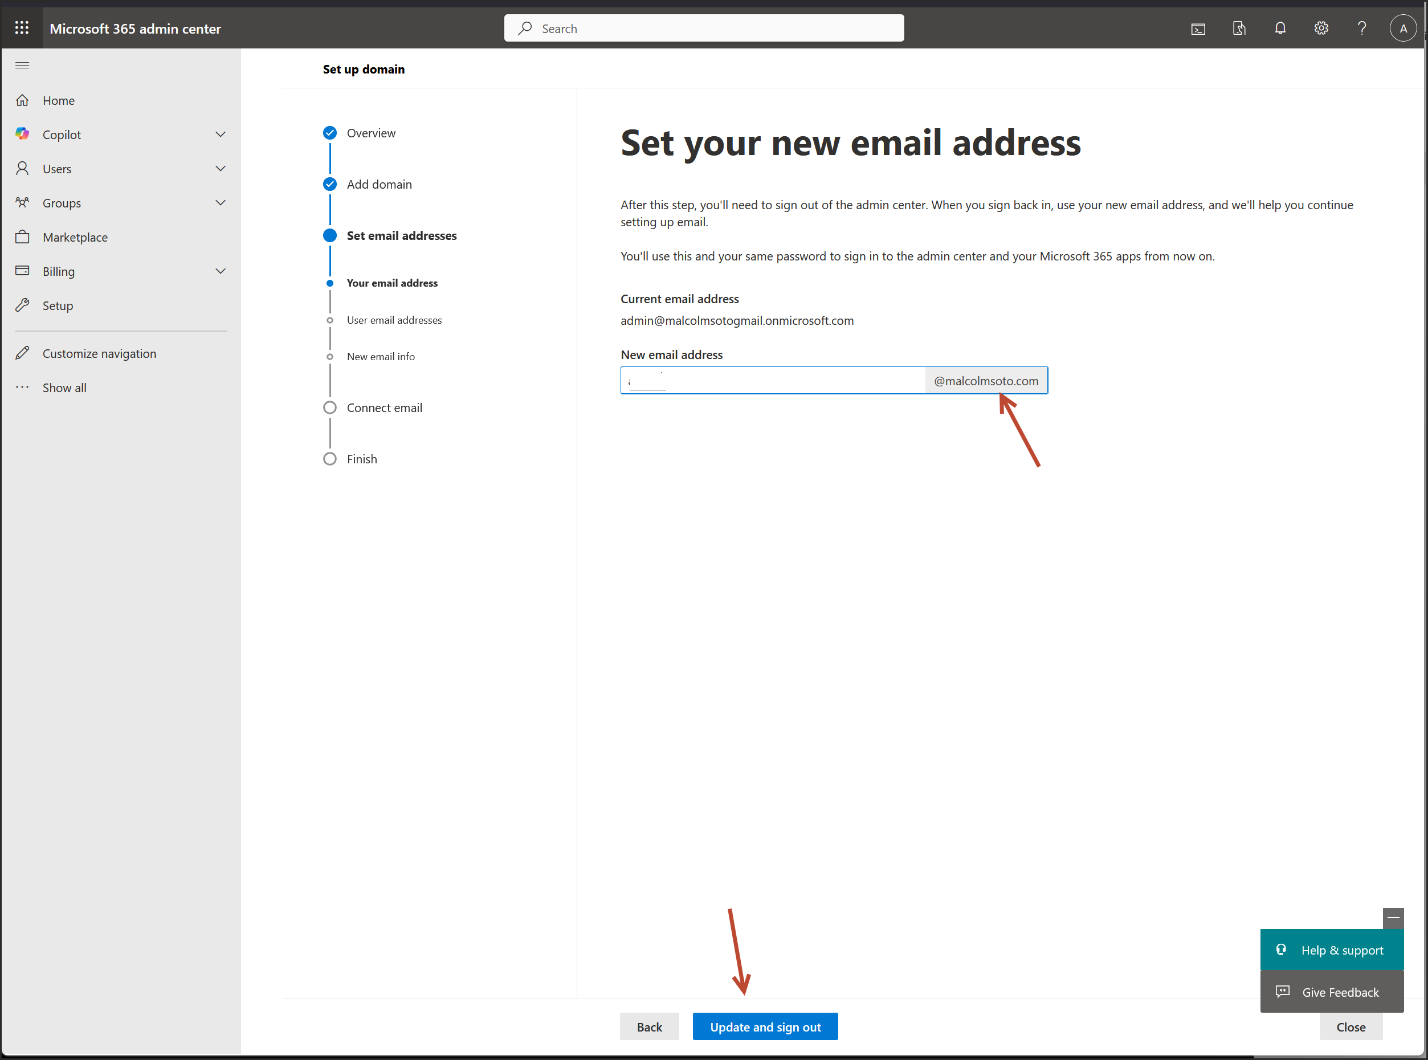 Microsoft 365 admin center
Search
A
Set up domain
Home
Copilot
Users
Groups
Marketplace
Billing
Setup
Customize navigation
Show all
Overview
Add domain
Set email addresses
Your email address
User email addresses
New email info
Connect email
Finish
Set your new email address
After this step, you'll need to sign out of the admin center. When you sign back in, use your new email address, and we'll help you continue
setting up email.
You'll use this and your same password to sign in to the admin center and your Microsoft 365 apps from now on.
Current email address
admin@malcolmsotogmail.onmicrosoft.com
New email address
@malcolmsoto.com
Help & support
Give Feedback
Back
Update and sign out
Close